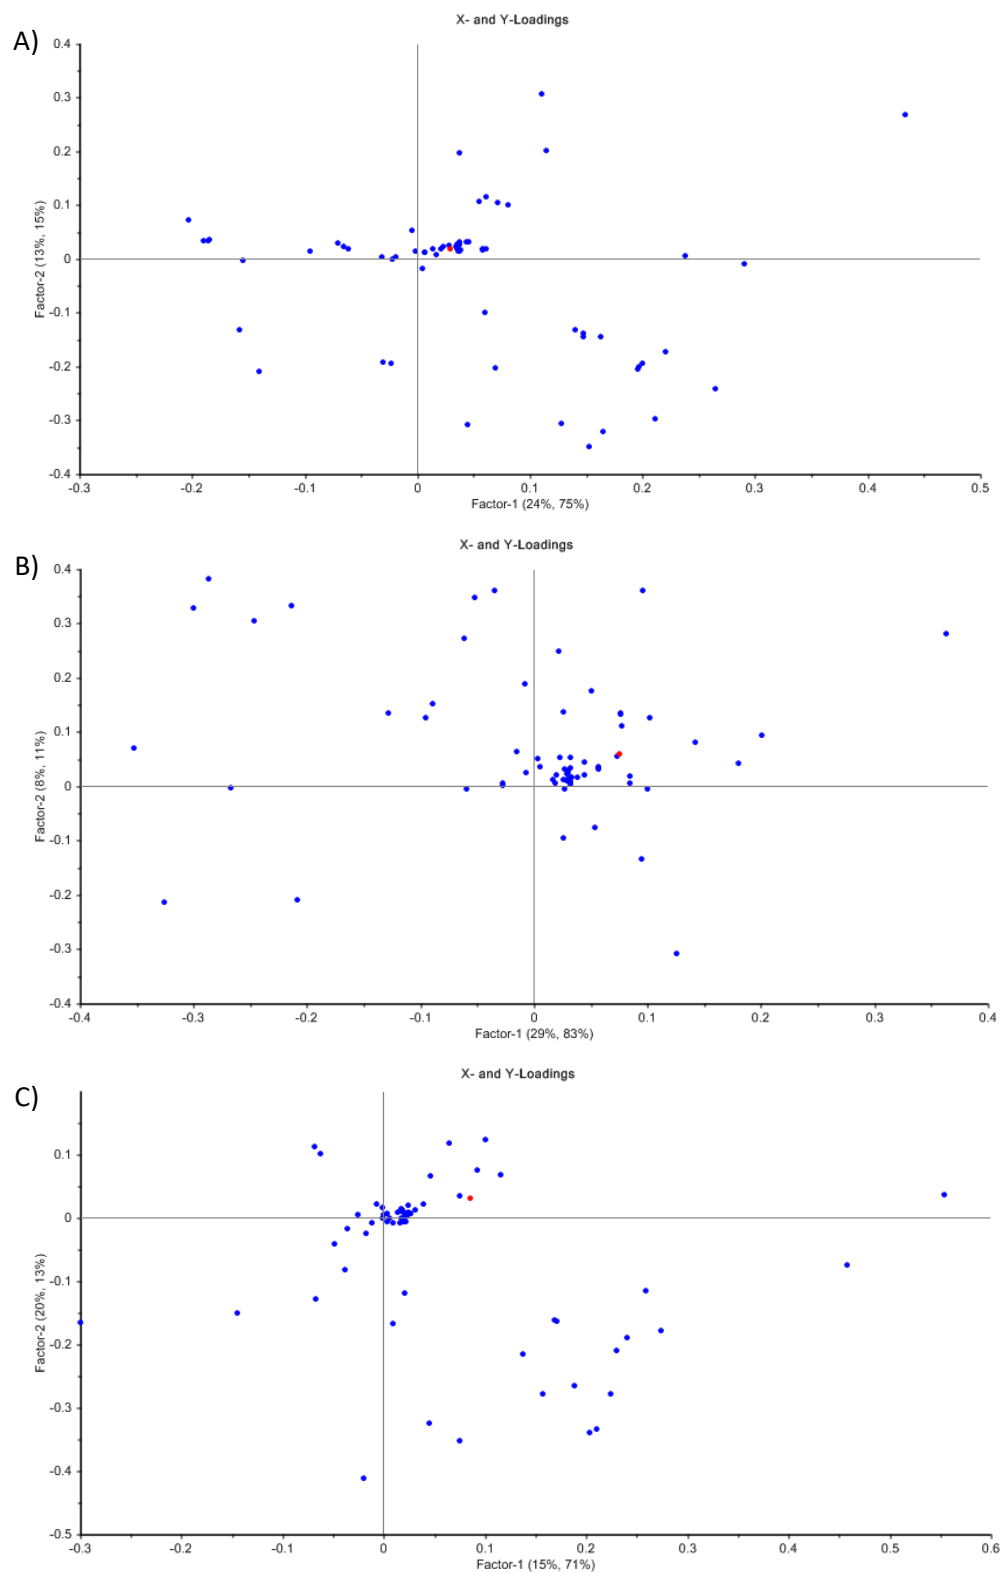 A)
X- and Y-Loadings
Factor-2 (13%, 15%)
0.4
0.3
0.2
0.1
0
-0.1
-0.2
-0.3
-0.4
-0.3 -0.2 -0.1 0 0.1 0.2 0.3 0.4 0.5
Factor-1 (24%, 75%)
B)
X- and Y-Loadings
Factor-2 (8%, 11%)
0.4
0.3
0.2
0.1
0
-0.1
-0.2
-0.3
-0.4
-0.4 -0.3 -0.2 -0.1 0 0.1 0.2 0.3 0.4
Factor-1 (29%, 83%)
C)
X- and Y-Loadings
Factor-2 (20%, 13%)
0.1
0
-0.1
-0.2
-0.3
-0.4
-0.5
-0.3 -0.2 -0.1 0 0.1 0.2 0.3 0.4 0.5 0.6
Factor-1 (15%, 71%)